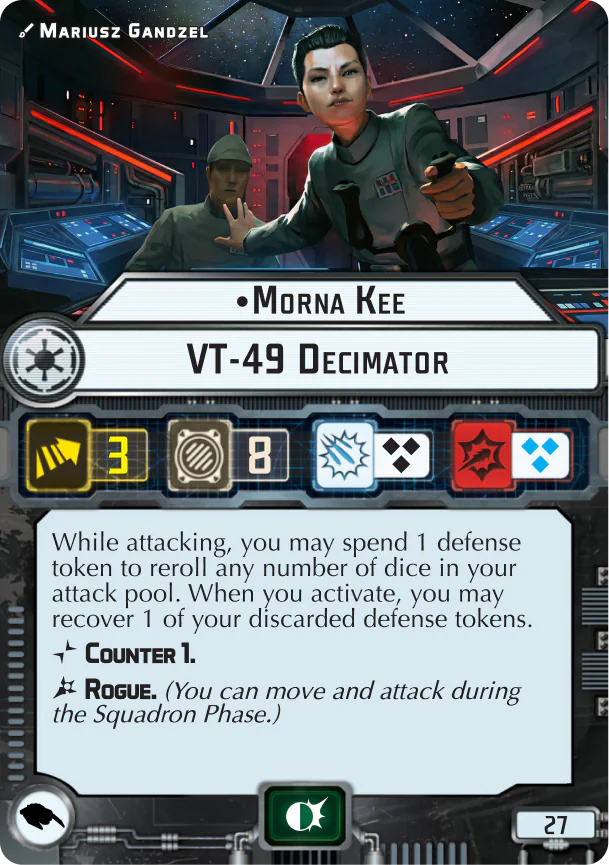 Mariusz Gandzel
•Morna Kee
VT-49 Decimator
3
8
While attacking, you may spend 1 defense
token to reroll any number of dice in your
attack pool. When you activate, you may
recover 1 of your discarded defense tokens.
Counter 1.
Rogue. (You can move and attack during
the Squadron Phase.)
27